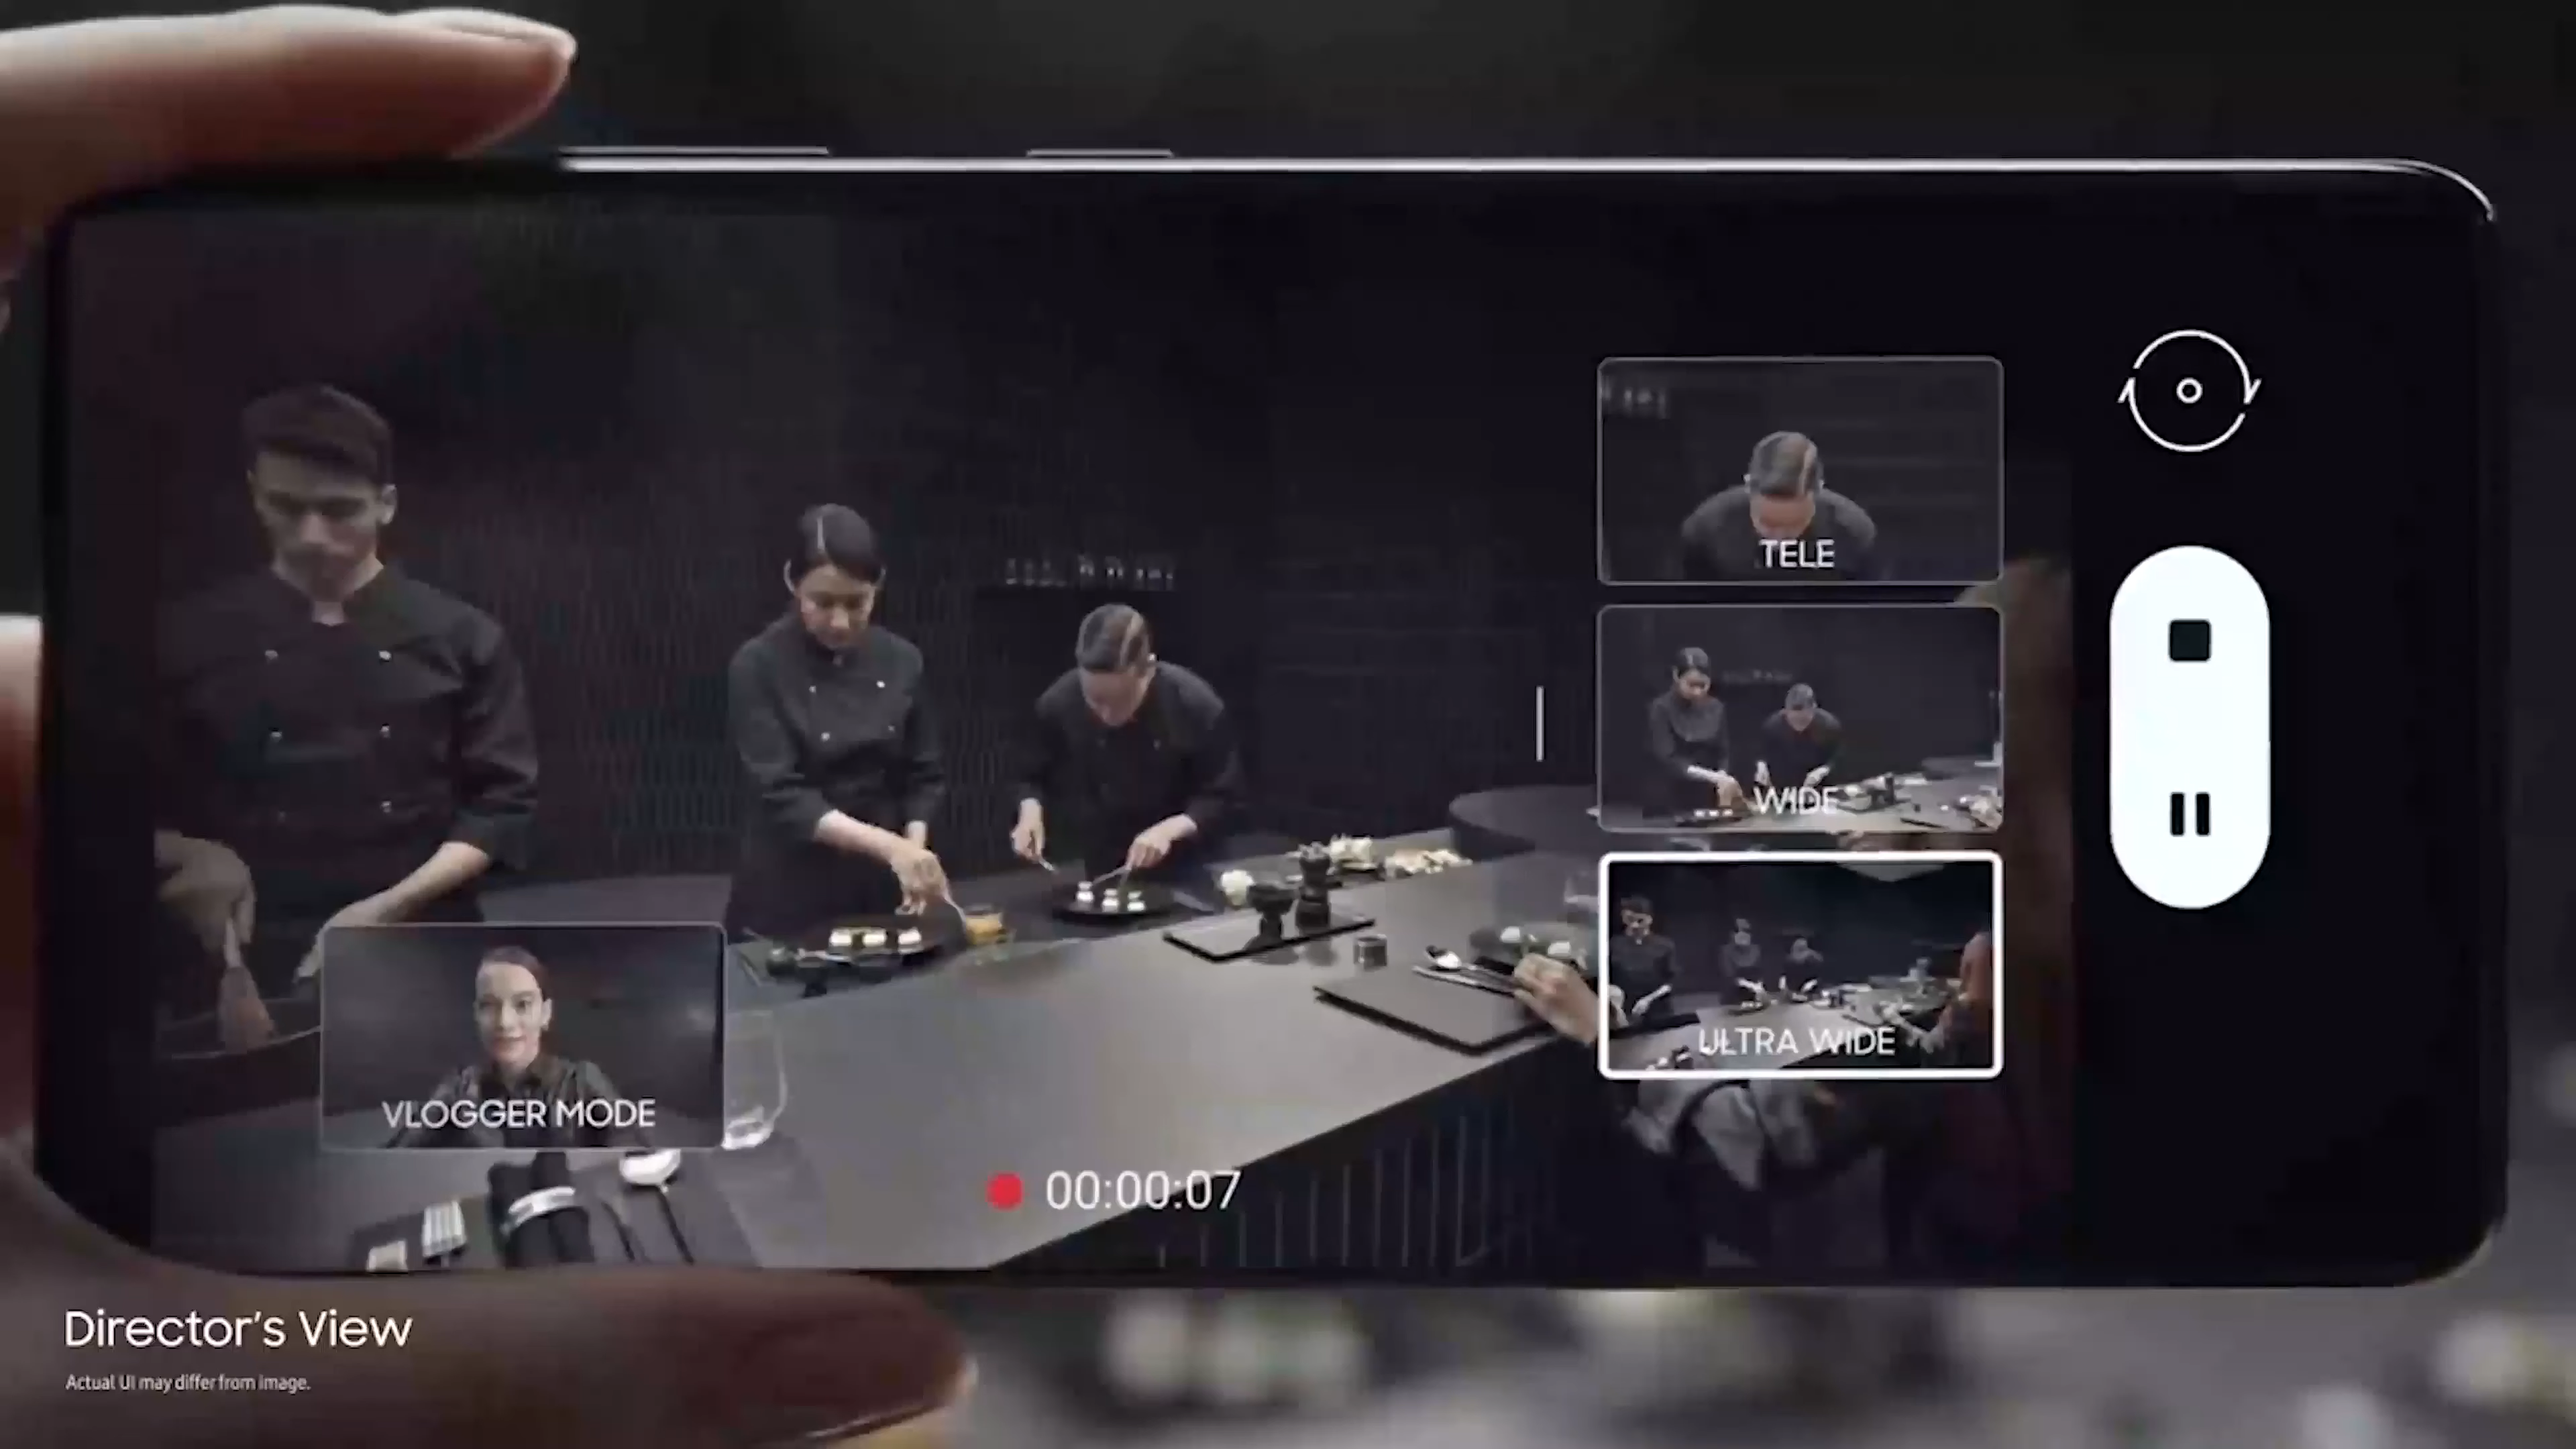 TELE
WIDE
ULTRA WIDE
VLOGGER MODE
00:00:07
Director's View
Actual UI may differ from image.